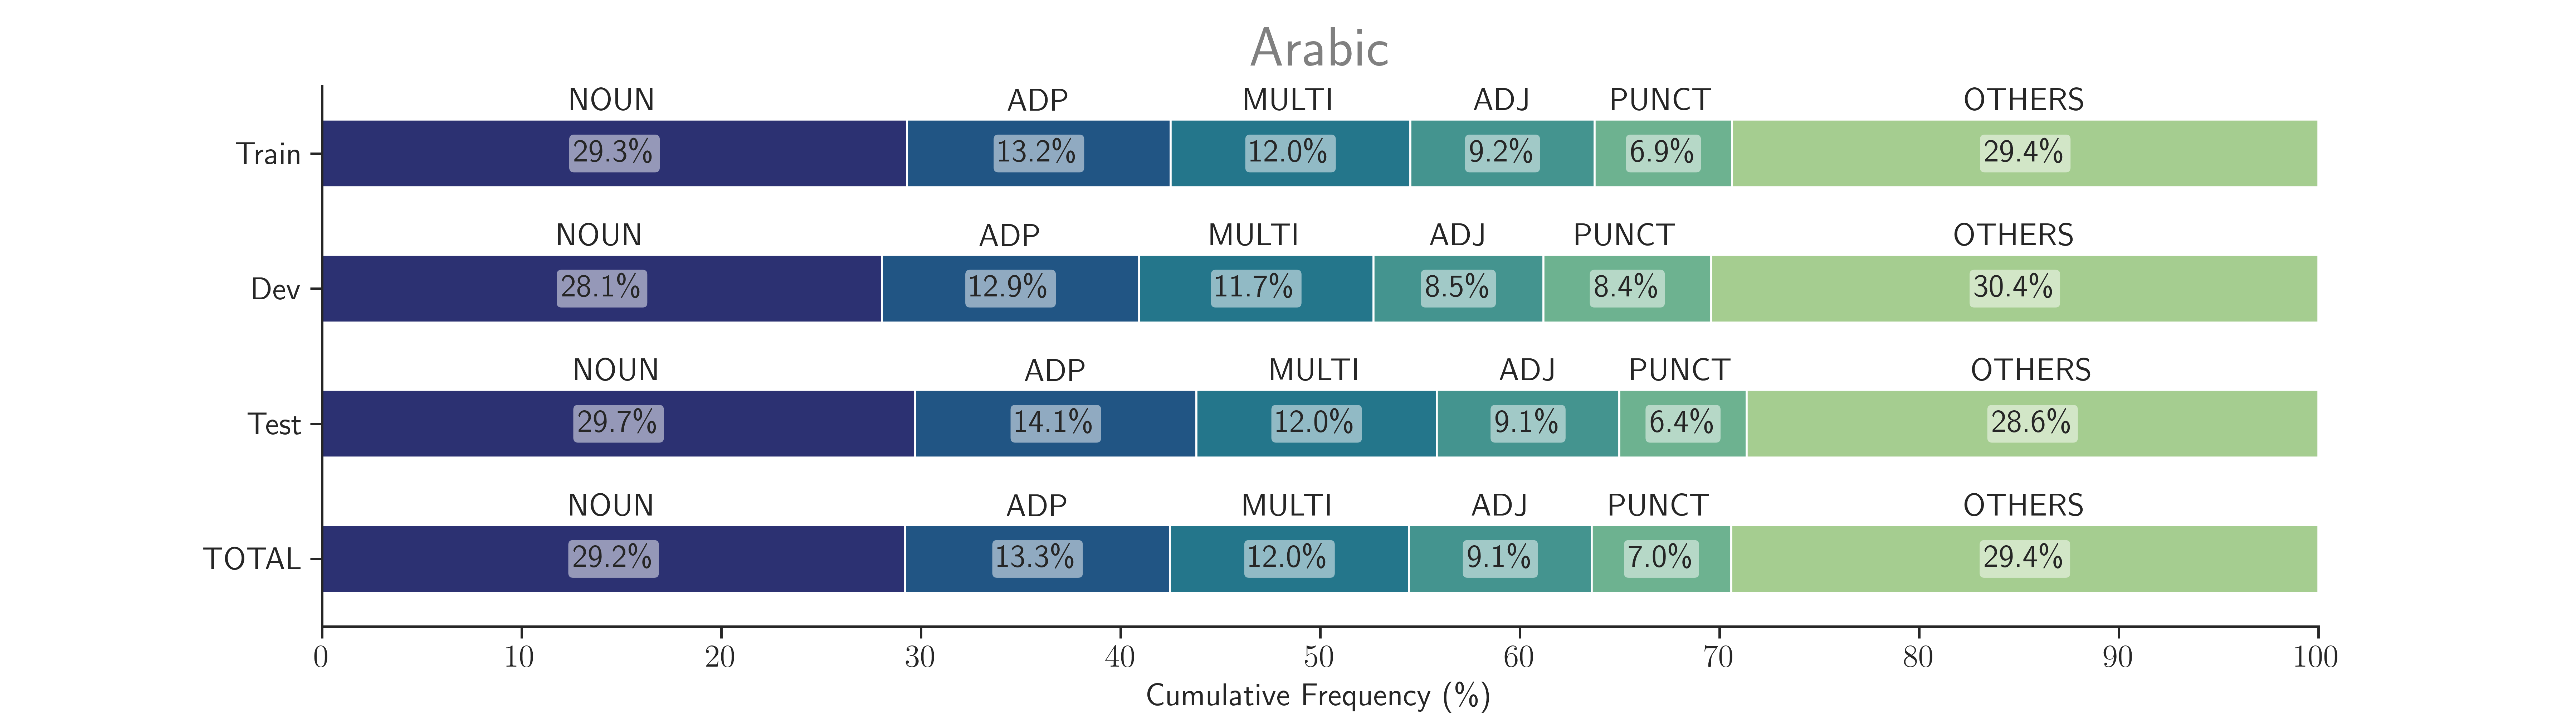 Arabic
NOUN ADP MULTI ADJ PUNCT OTHERS
Train 29.3% 13.2% 12.0% 9.2% 6.9% 29.4%
NOUN ADP MULTI ADJ PUNCT OTHERS
Dev 28.1% 12.9% 11.7% 8.5% 8.4% 30.4%
NOUN ADP MULTI ADJ PUNCT OTHERS
Test 29.7% 14.1% 12.0% 9.1% 6.4% 28.6%
NOUN ADP MULTI ADJ PUNCT OTHERS
TOTAL 29.2% 13.3% 12.0% 9.1% 7.0% 29.4%
0 10 20 30 40 50 60 70 80 90 100
Cumulative Frequency (%)